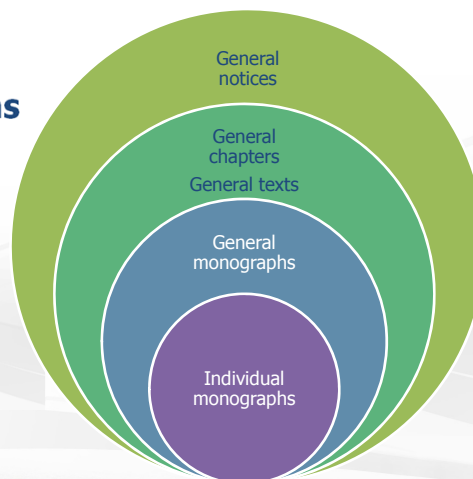 General
notices
General
chapters
General texts
General
monographs
Individual
monographs